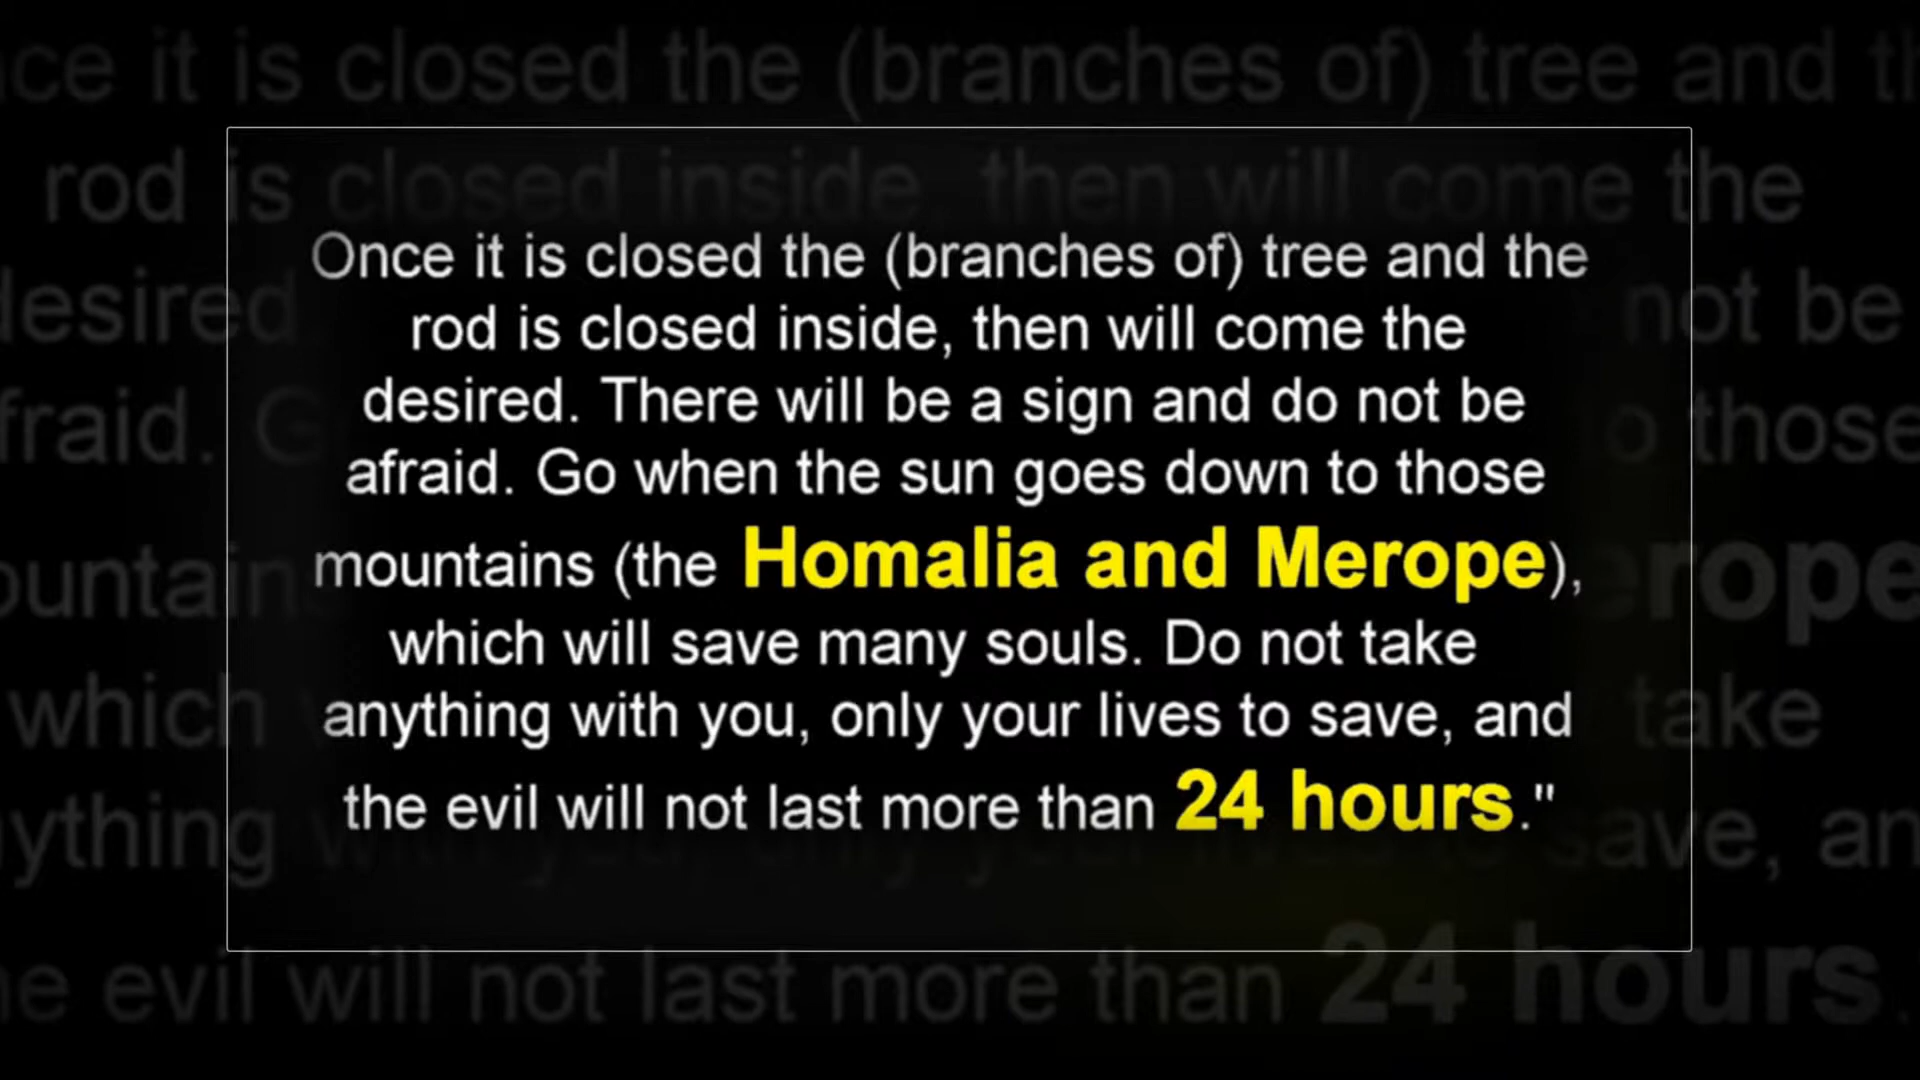 Once it is closed the (branches of) tree and the
rod is closed inside, then will come the
desired. There will be a sign and do not be
afraid. Go when the sun goes down to those
mountains (the Homalia and Merope),
which will save many souls. Do not take
anything with you, only your lives to save, and
the evil will not last more than 24 hours."